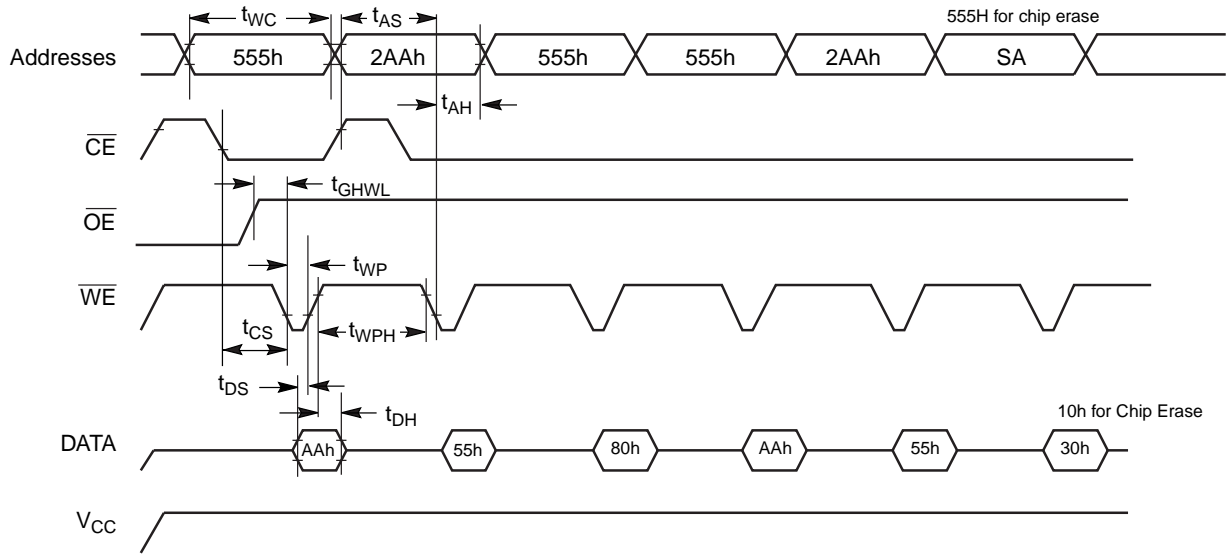 tWC
tAS
555H for chip erase
Addresses
555h
2AAh
555h
555h
2AAh
SA
tAH
CE
tGHWL
OE
tWP
WE
tCS
tWPH
tDS
tDH
10h for Chip Erase
DATA
AAh
55h
80h
AAh
55h
30h
VCC